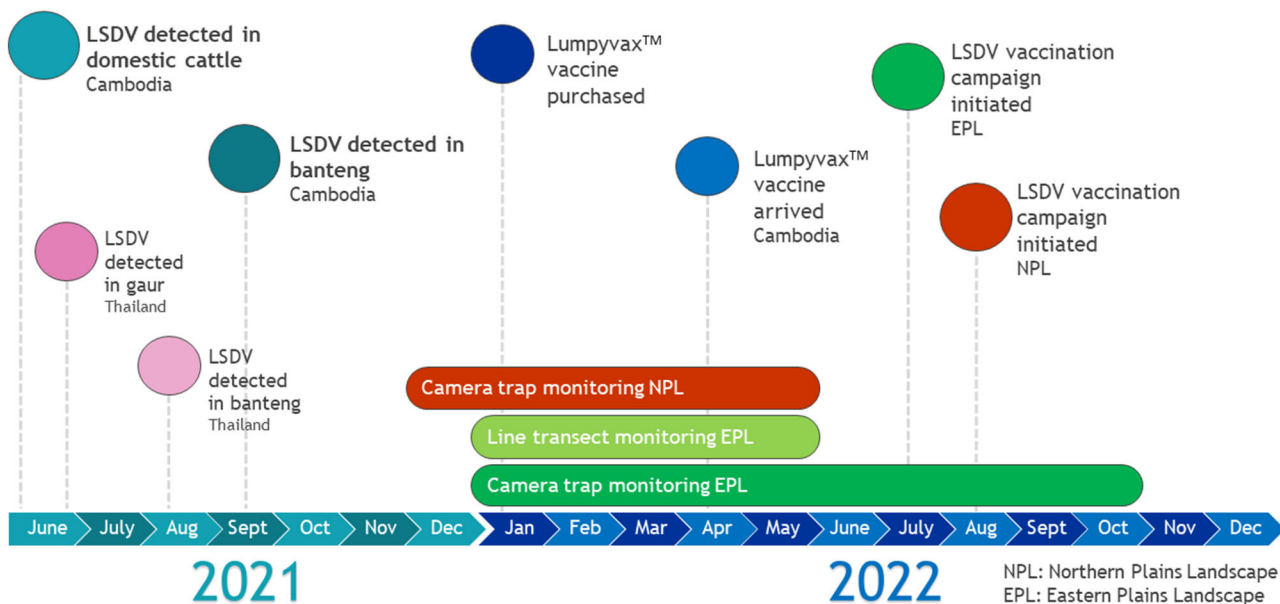 LSDV detected in
domestic cattle
Cambodia
Lumpyvax™
vaccine
purchased
LSDV vaccination
campaign
initiated
EPL
LSDV detected in
banteng
Cambodia
Lumpyvax™
vaccine
arrived
Cambodia
LSDV vaccination
campaign
initiated
NPL
LSDV
detected
in gaur
Thailand
LSDV
detected
in banteng
Thailand
Camera trap monitoring NPL
Line transect monitoring EPL
Camera trap monitoring EPL
June July Aug Sept Oct Nov Dec Jan Feb Mar Apr May June July Aug Sept Oct Nov Dec
2021 2022
NPL: Northern Plains Landscape
EPL: Eastern Plains Landscape